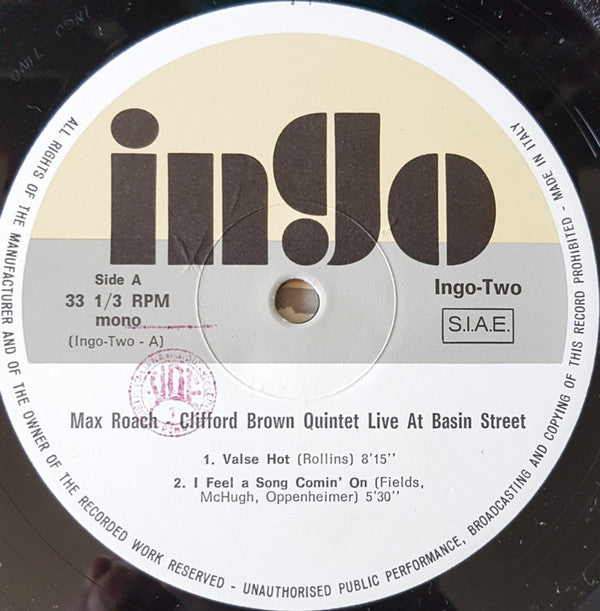 ingo
Side A
33 1/3 RPM
mono
(Ingo-Two - A)
Ingo-Two
S.I.A.E.
Max Roach - Clifford Brown Quintet Live At Basin Street
1. Valse Hot (Rollins) 8'15''
2. I Feel a Song Comin' On (Fields,
McHugh, Oppenheimer) 5'30''
ALL RIGHTS OF THE MANUFACTURER AND OF THE OWNER OF THE RECORDED WORK RESERVED - UNAUTHORISED PUBLIC PERFORMANCE, BROADCASTING AND COPYING OF THIS RECORD PROHIBITED - MADE IN ITALY